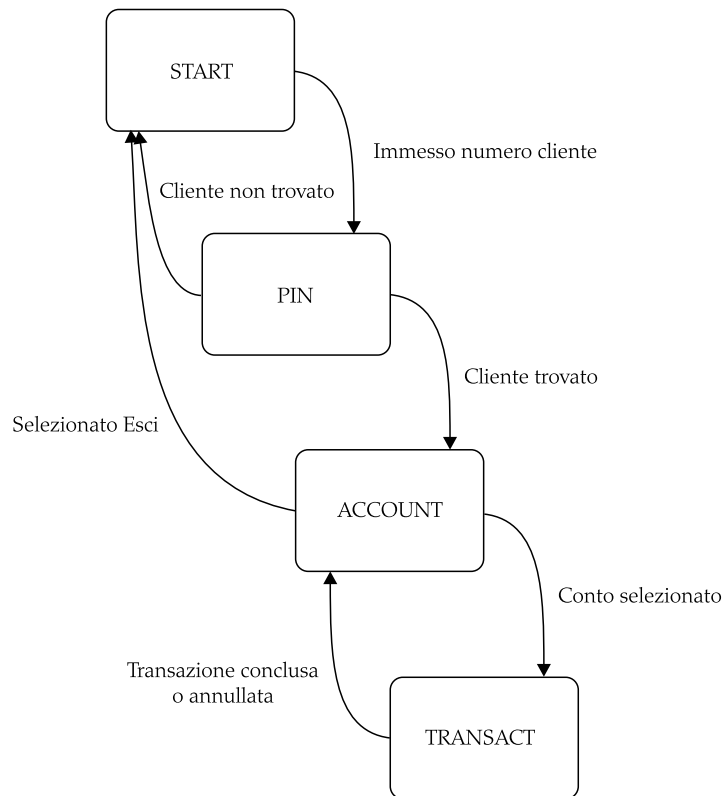 START
Immesso numero cliente
Cliente non trovato
PIN
Cliente trovato
Selezionato Esci
ACCOUNT
Conto selezionato
Transazione conclusa
o annullata
TRANSACT